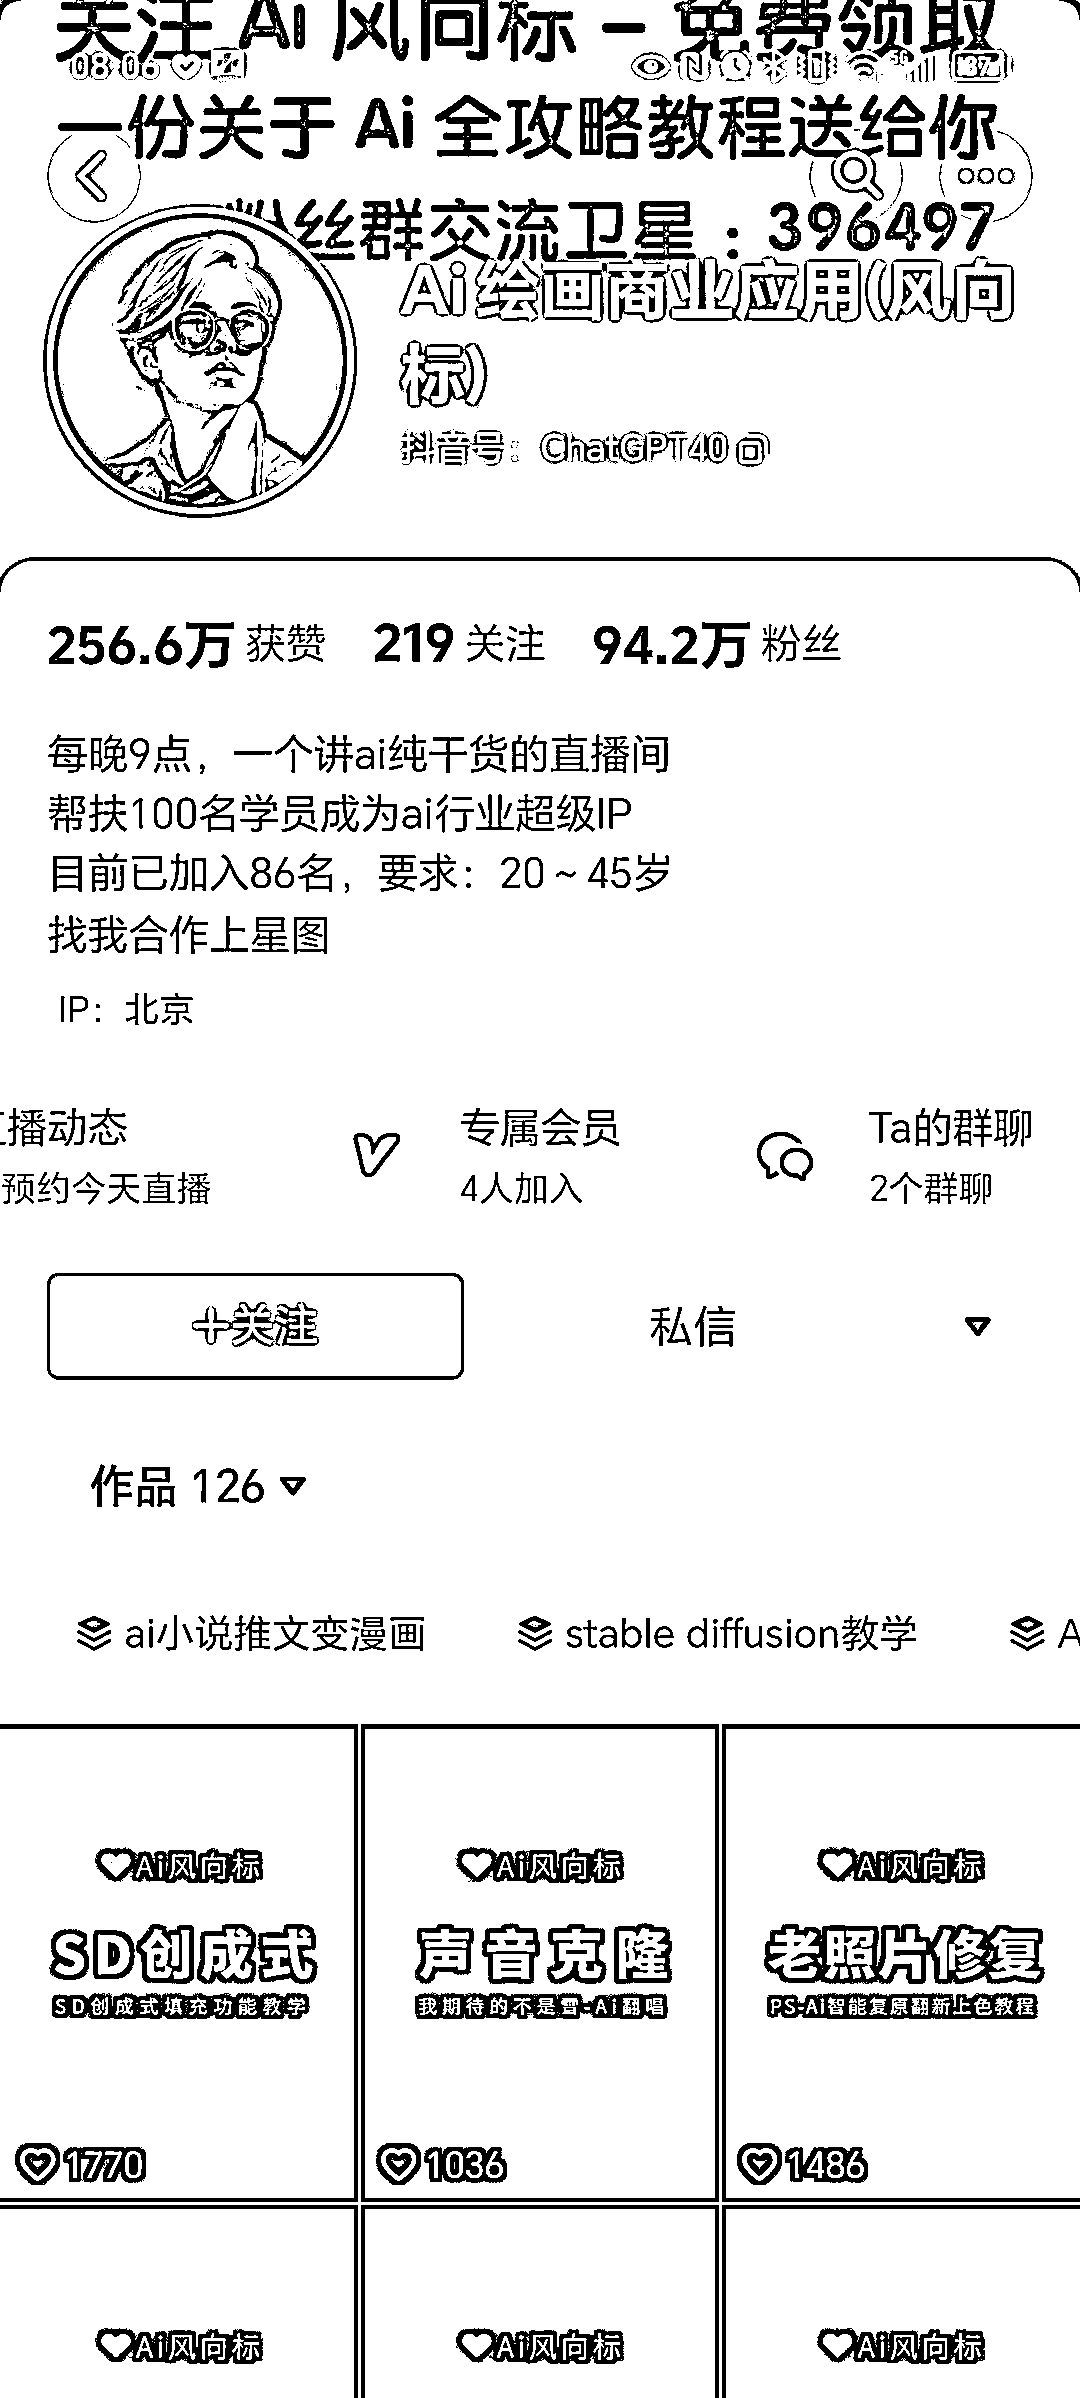 关注 Ai 风向标 – 免费领取
08:06
一份关于 Ai 全攻略教程送给你
粉丝群交流卫星：396497
Ai绘画商业应用(风向
标)
抖音号：ChatGPT40
256.6万 获赞 219 关注 94.2万 粉丝
每晚9点，一个讲ai纯干货的直播间
帮扶100名学员成为ai行业超级IP
目前已加入86名，要求：20～45岁
找我合作上星图
IP：北京
直播动态 专属会员 Ta的群聊
预约今天直播 4人加入 2个群聊
+关注 私信
作品 126
ai小说推文变漫画 stable diffusion教学 A
Ai风向标 Ai风向标 Ai风向标
SD创成式 声音克隆 老照片修复
SD创成式填充功能教学 我期待的不是雪-Ai翻唱 PS-Ai智能复原翻新上色教程
1770 1036 1486
Ai风向标 Ai风向标 Ai风向标